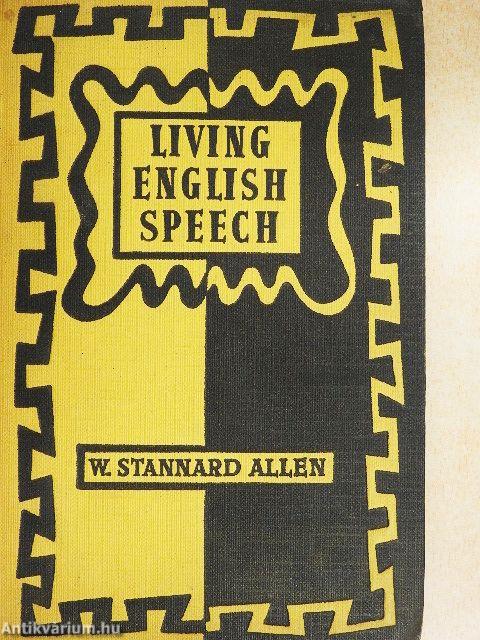 LIVING
ENGLISH
SPEECH
W. STANNARD ALLEN
Antikvarium.hu